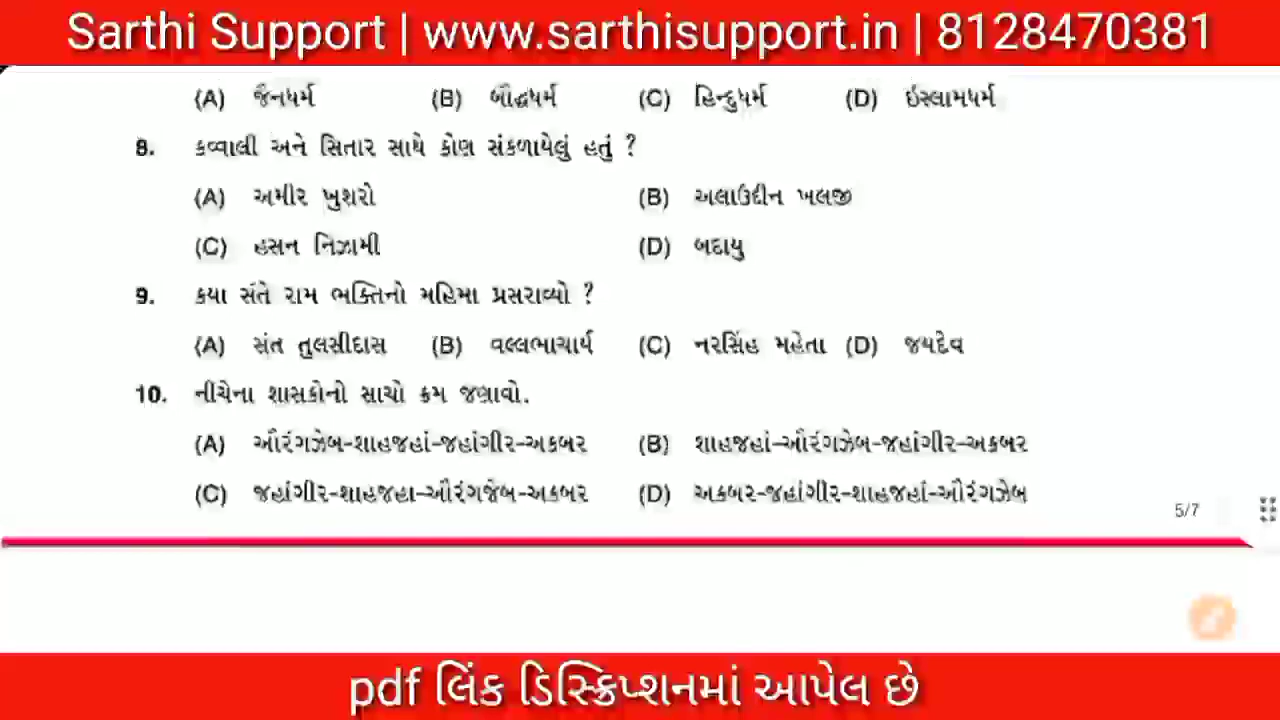 Sarthi Support | www.sarthisupport.in | 8128470381
(A) જૈનધર્મ (B) બૌદ્ધધર્મ (C) હિન્દુધર્મ (D) ઇસ્લામધર્મ
8. કવ્વાલી અને સિતાર સાથે કોણ સંકળાયેલું હતું ?
(A) અમીર ખુશરો (B) અલાઉદ્દીન ખલજી
(C) હસન નિઝામી (D) બદાયુ
9. કયા સંતે રામ ભક્તિનો મહિમા પ્રસરાવ્યો ?
(A) સંત તુલસીદાસ (B) વલ્લભાચાર્ય (C) નરસિંહ મહેતા (D) જયદેવ
10. નીચેના શાસકોનો સાચો ક્રમ જણાવો.
(A) ઔરંગઝેબ-શાહજહાં-જહાંગીર-અકબર (B) શાહજહાં-ઔરંગઝેબ-જહાંગીર-અકબર
(C) જહાંગીર-શાહજહા-ઔરંગજેબ-અકબર (D) અકબર-જહાંગીર-શાહજહાં-ઔરંગઝેબ
5/7
pdf લિંક ડિસ્ક્રિપ્શનમાં આપેલ છે